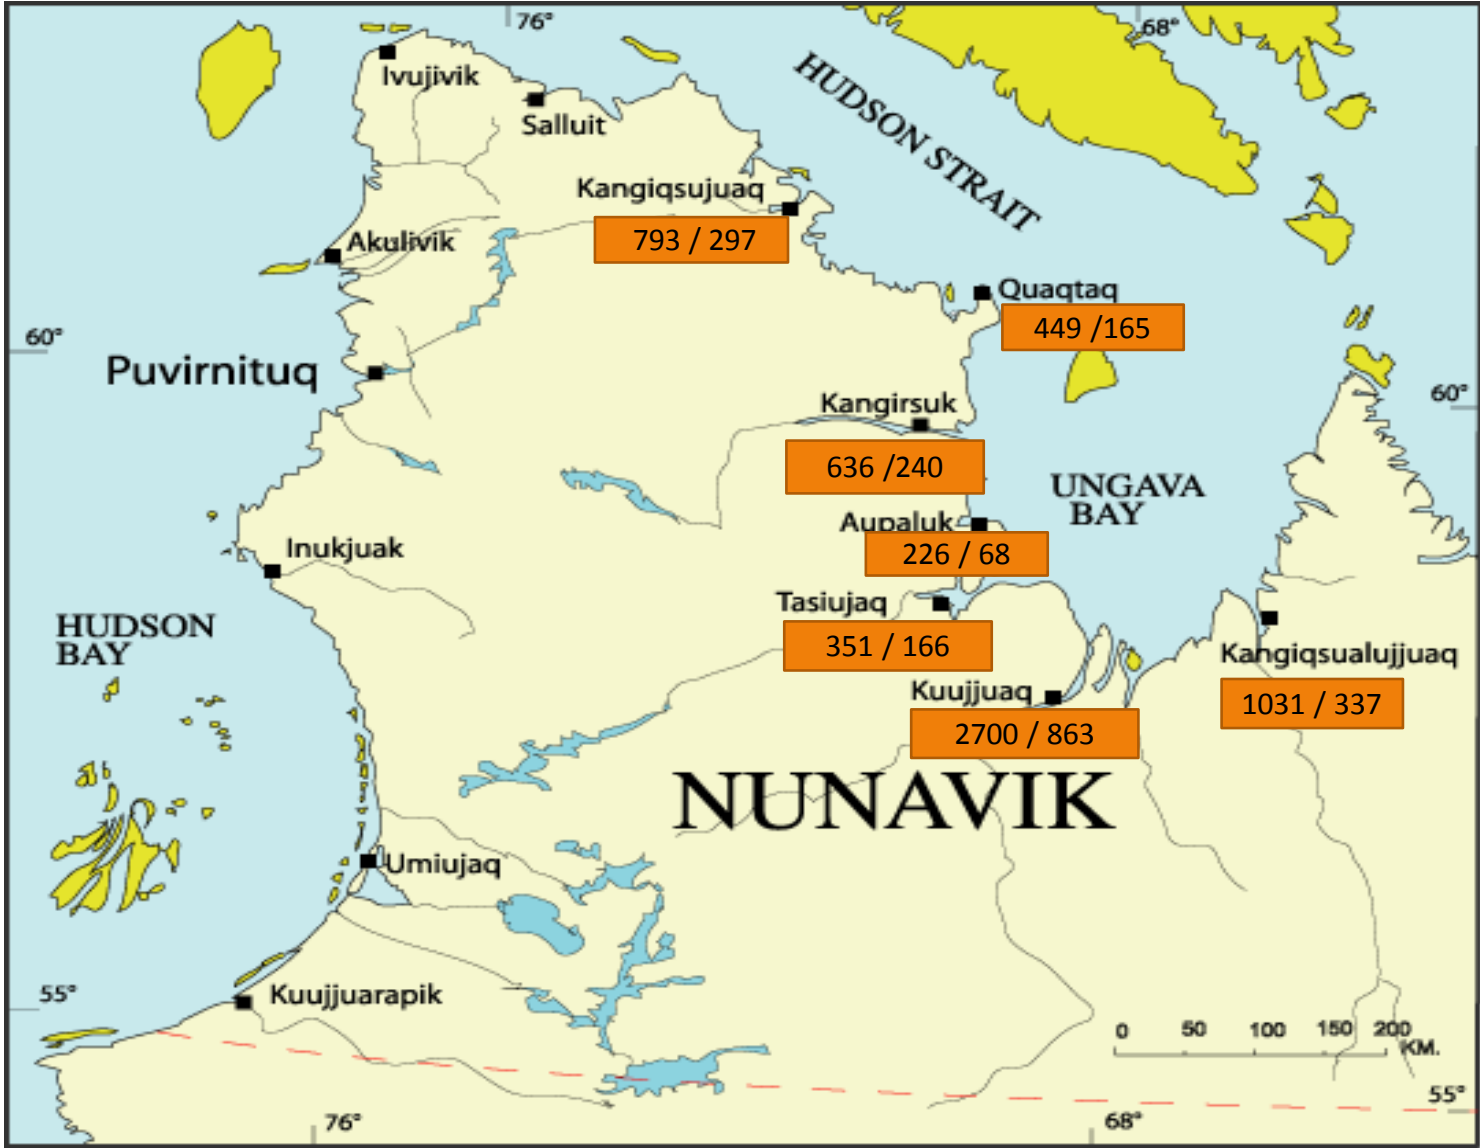 76°
68°
Ivujivik
Salluit
HUDSON STRAIT
Kangiqsujuaq
793 / 297
Akulivik
Quaqtaq
449 /165
60°
Puvirnituq
60°
Kangirsuk
636 /240
UNGAVA
BAY
Aupaluk
226 / 68
Inukjuak
Tasiujaq
351 / 166
HUDSON
BAY
Kangiqsualujjuaq
1031 / 337
Kuujjuaq
2700 / 863
NUNAVIK
Umiujaq
Kuujjuarapik
55°
0 50 100 150 200
KM.
55°
76°
68°